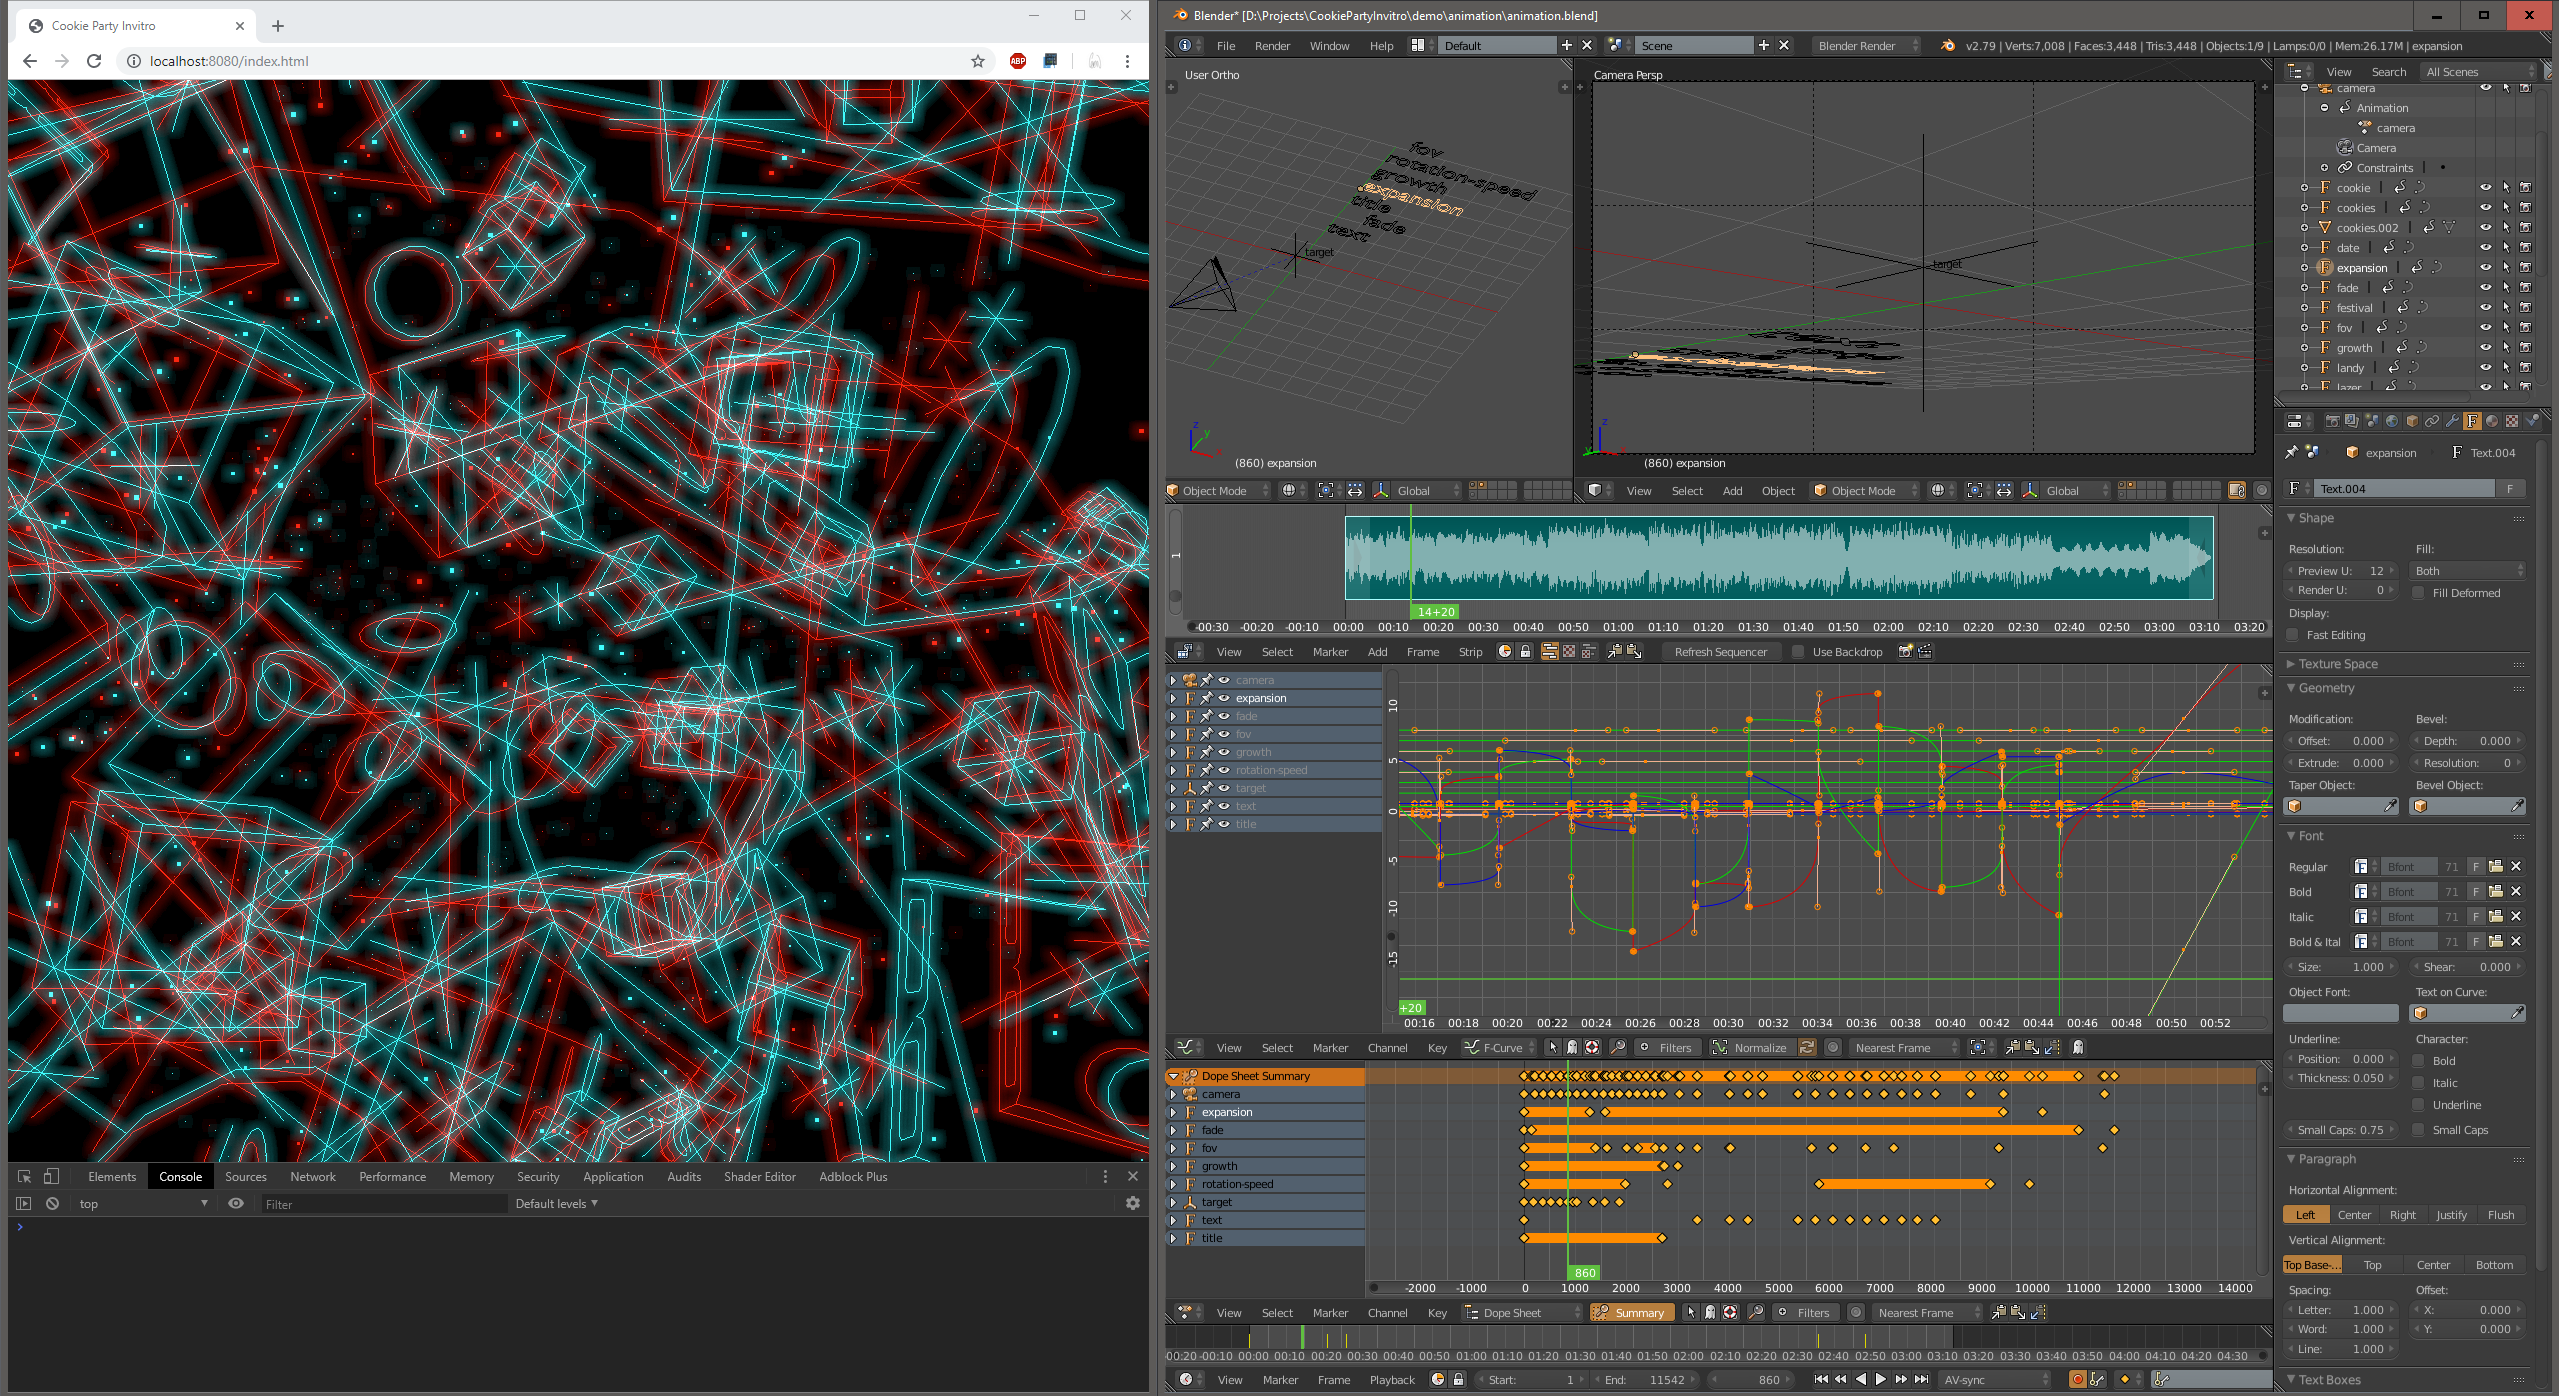 Cookie Party Invitro
localhost:8080/index.html
ABP
Elements Console Sources Network Performance Memory Security Application Audits Shader Editor Adblock Plus
top Filter Default levels
Blender* [D:\Projects\CookiePartyInvitro\demo\animation\animation.blend]
File Render Window Help Default Scene Blender Render v2.79 | Verts:7,008 | Faces:3,448 | Tris:3,448 | Objects:1/9 | Lamps:0/0 | Mem:26.17M | expansion
User Ortho
fov
rotation-speed
growth
expansion
title
fade
text
target
(860) expansion
Object Mode Global
Camera Persp
target
(860) expansion
View Select Add Object Object Mode Global
1
14+20
-00:30 -00:20 -00:10 00:00 00:10 00:20 00:30 00:40 00:50 01:00 01:10 01:20 01:30 01:40 01:50 02:00 02:10 02:20 02:30 02:40 02:50 03:00 03:10 03:20
View Select Marker Add Frame Strip Refresh Sequencer Use Backdrop
camera
expansion
fade
fov
growth
rotation-speed
target
text
title
10
5
0
-5
-10
-15
+20
00:16 00:18 00:20 00:22 00:24 00:26 00:28 00:30 00:32 00:34 00:36 00:38 00:40 00:42 00:44 00:46 00:48 00:50 00:52
View Select Marker Channel Key F-Curve Filters Normalize Nearest Frame
Dope Sheet Summary
camera
expansion
fade
fov
growth
rotation-speed
target
text
title
860
-2000 -1000 0 1000 2000 3000 4000 5000 6000 7000 8000 9000 10000 11000 12000 13000 14000
View Select Marker Channel Key Dope Sheet Summary Filters Nearest Frame
00:20 -00:10 00:00 00:10 00:20 00:30 00:40 00:50 01:00 01:10 01:20 01:30 01:40 01:50 02:00 02:10 02:20 02:30 02:40 02:50 03:00 03:10 03:20 03:30 03:40 03:50 04:00 04:10 04:20 04:30
View Marker Frame Playback Start: 1 End: 11542 860 AV-sync
View Search All Scenes
camera
Animation
camera
Camera
Constraints
cookie
cookies
cookies.002
date
expansion
fade
festival
fov
growth
landy
lazer
expansion F Text.004
F Text.004 F
Shape
Resolution: Fill:
Preview U: 12 Both
Render U: 0 Fill Deformed
Display:
Fast Editing
Texture Space
Geometry
Modification: Bevel:
Offset: 0.000 Depth: 0.000
Extrude: 0.000 Resolution: 0
Taper Object: Bevel Object:
Font
Regular Bfont 71 F
Bold Bfont 71 F
Italic Bfont 71 F
Bold & Ital Bfont 71 F
Size: 1.000 Shear: 0.000
Object Font: Text on Curve:
Underline: Character:
Position: 0.000 Bold
Thickness: 0.050 Italic
Underline
Small Caps: 0.75 Small Caps
Paragraph
Horizontal Alignment:
Left Center Right Justify Flush
Vertical Alignment:
Top Base-... Top Center Bottom
Spacing: Offset:
Letter: 1.000 X: 0.000
Word: 1.000 Y: 0.000
Line: 1.000
Text Boxes